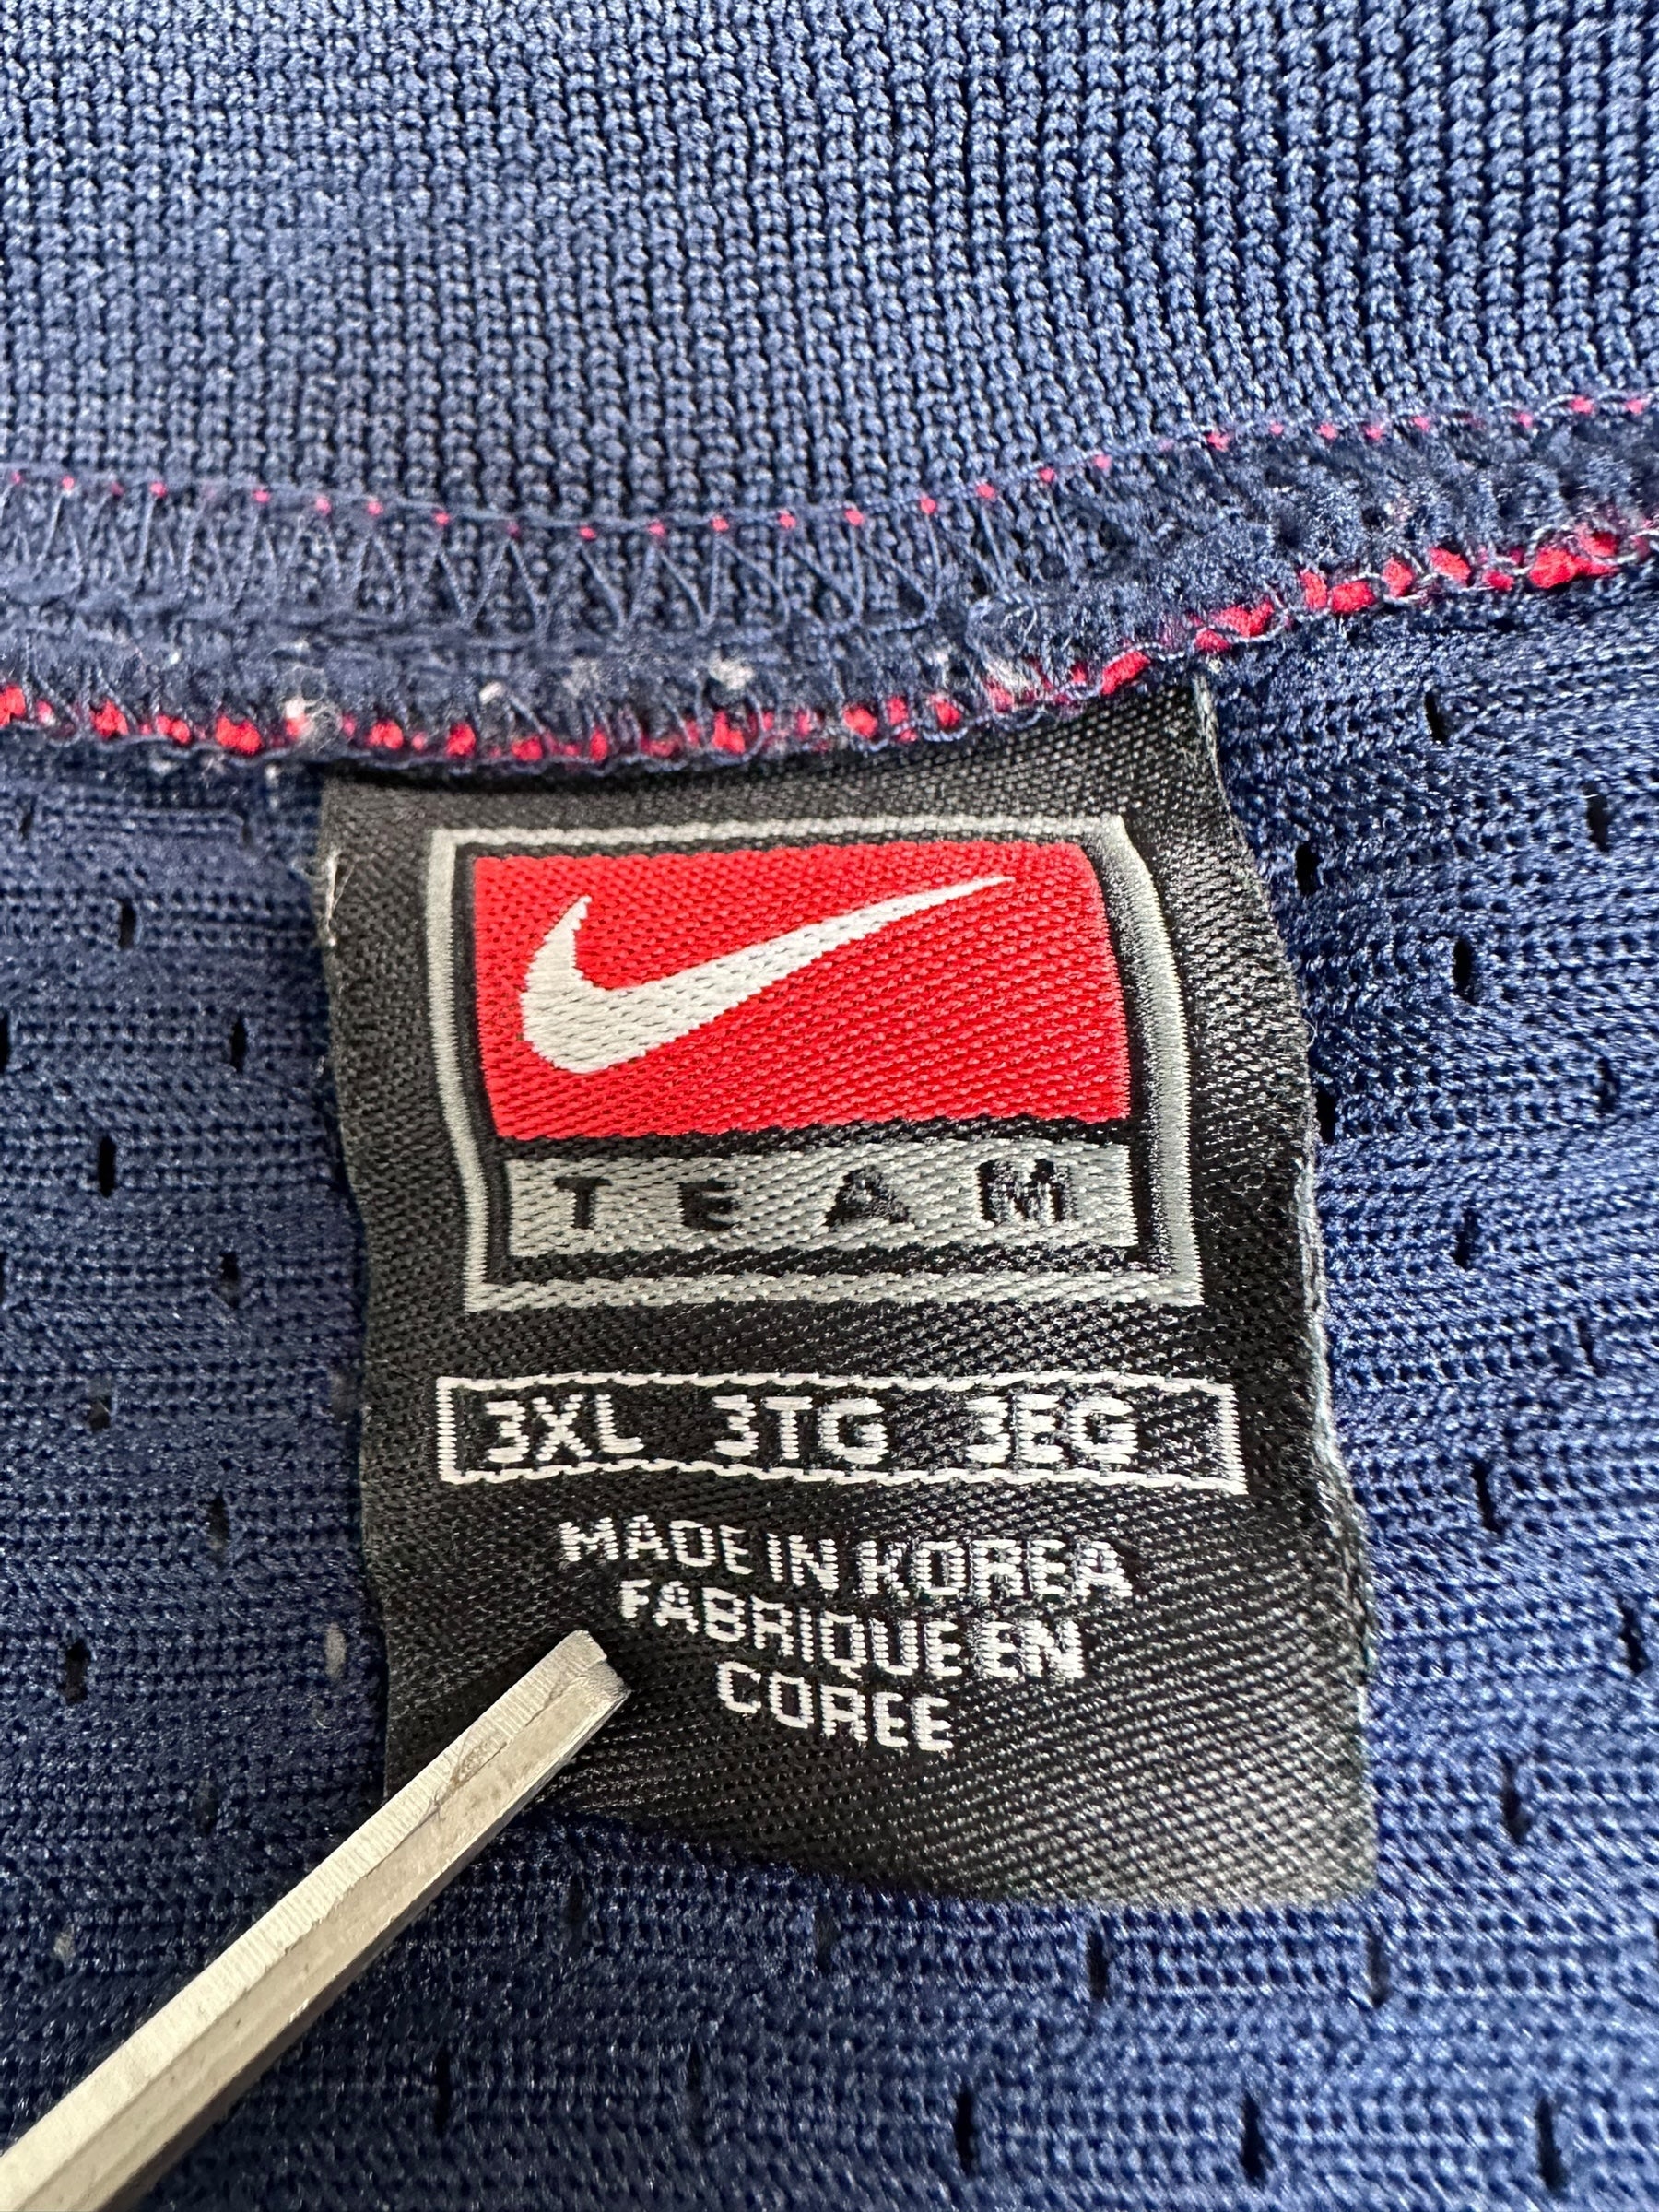 TEAM
3XL 3TG 3EG
MADE IN KOREA
FABRIQUE EN
COREE